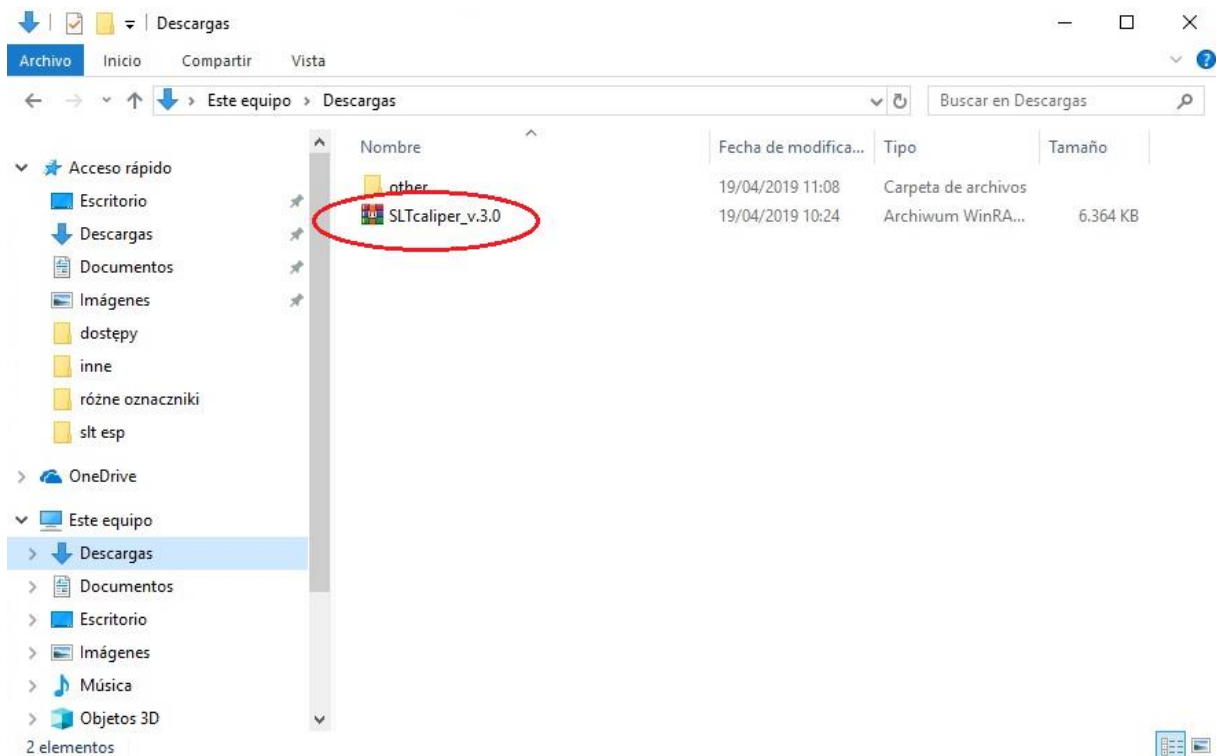 Descargas
Archivo Inicio Compartir Vista
Este equipo > Descargas Buscar en Descargas
Nombre Fecha de modifica... Tipo Tamaño
other 19/04/2019 11:08 Carpeta de archivos
SLTcaliper_v.3.0 19/04/2019 10:24 Archiwum WinRA... 6.364 KB
Acceso rápido
Escritorio
Descargas
Documentos
Imágenes
dostępy
inne
różne oznaczniki
slt esp
OneDrive
Este equipo
Descargas
Documentos
Escritorio
Imágenes
Música
Objetos 3D
2 elementos